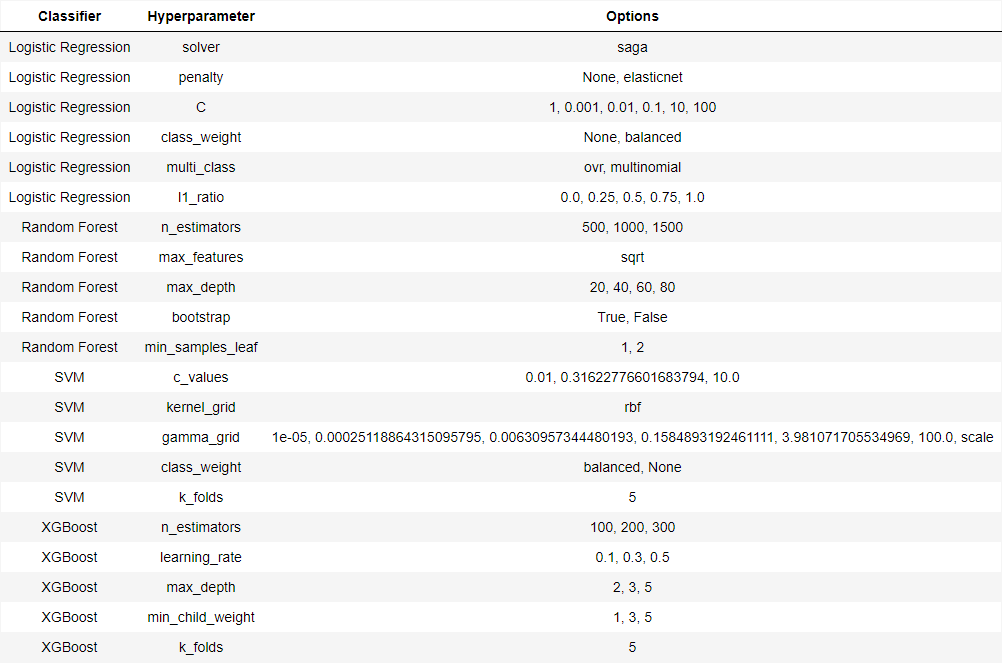 Classifier Hyperparameter Options
Logistic Regression solver saga
Logistic Regression penalty None, elasticnet
Logistic Regression C 1, 0.001, 0.01, 0.1, 10, 100
Logistic Regression class_weight None, balanced
Logistic Regression multi_class ovr, multinomial
Logistic Regression l1_ratio 0.0, 0.25, 0.5, 0.75, 1.0
Random Forest n_estimators 500, 1000, 1500
Random Forest max_features sqrt
Random Forest max_depth 20, 40, 60, 80
Random Forest bootstrap True, False
Random Forest min_samples_leaf 1, 2
SVM c_values 0.01, 0.31622776601683794, 10.0
SVM kernel_grid rbf
SVM gamma_grid 1e-05, 0.00025118864315095795, 0.00630957344480193, 0.1584893192461111, 3.981071705534969, 100.0, scale
SVM class_weight balanced, None
SVM k_folds 5
XGBoost n_estimators 100, 200, 300
XGBoost learning_rate 0.1, 0.3, 0.5
XGBoost max_depth 2, 3, 5
XGBoost min_child_weight 1, 3, 5
XGBoost k_folds 5